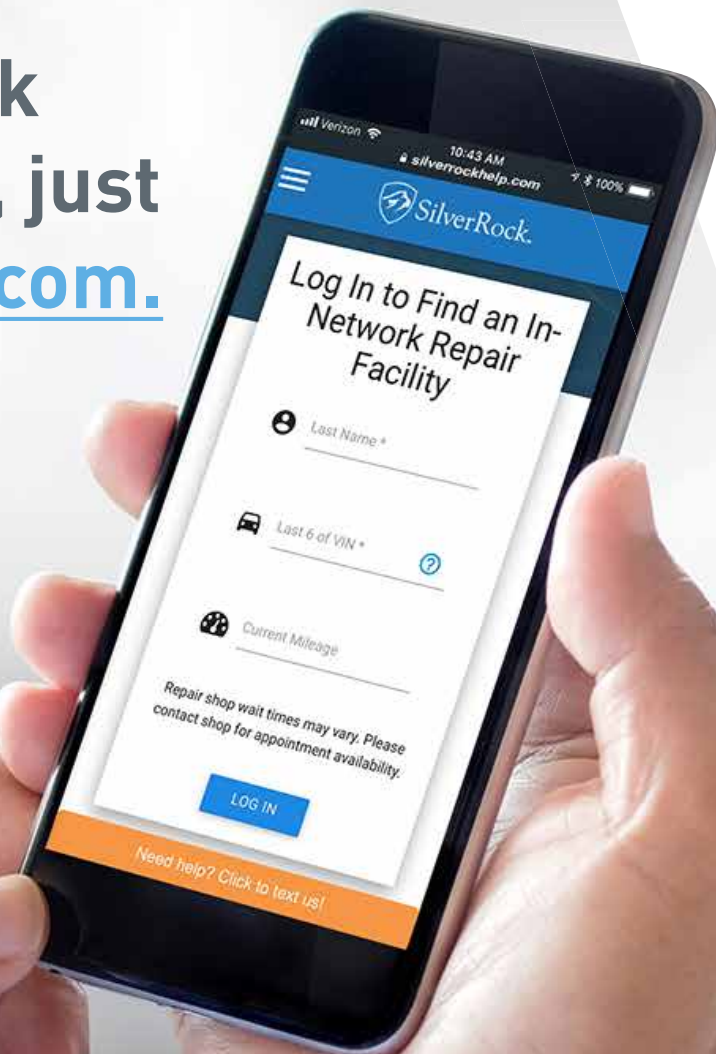 k
, just
com.
Verizon
10:43 AM
100%
silverrockhelp.com
SilverRock.
Log In to Find an In-
Network Repair
Facility
Last Name *
Last 6 of VIN *
?
Current Mileage
Repair shop wait times may vary. Please
contact shop for appointment availability.
LOG IN
Need help? Click to text us!